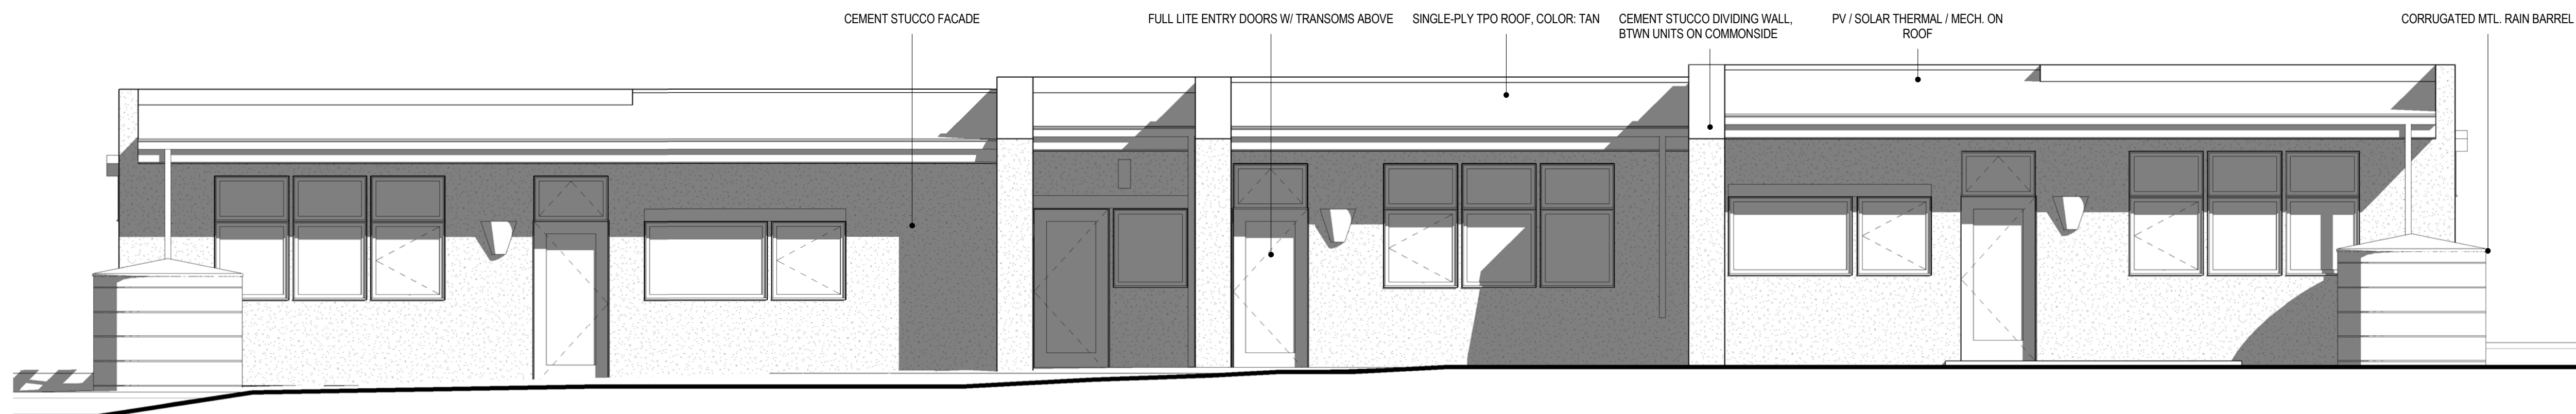 CEMENT STUCCO FACADE
FULL LITE ENTRY DOORS W/ TRANSOMS ABOVE
SINGLE-PLY TPO ROOF, COLOR: TAN
CEMENT STUCCO DIVIDING WALL,
BTWN UNITS ON COMMONSIDE
PV / SOLAR THERMAL / MECH. ON
ROOF
CORRUGATED MTL. RAIN BARREL